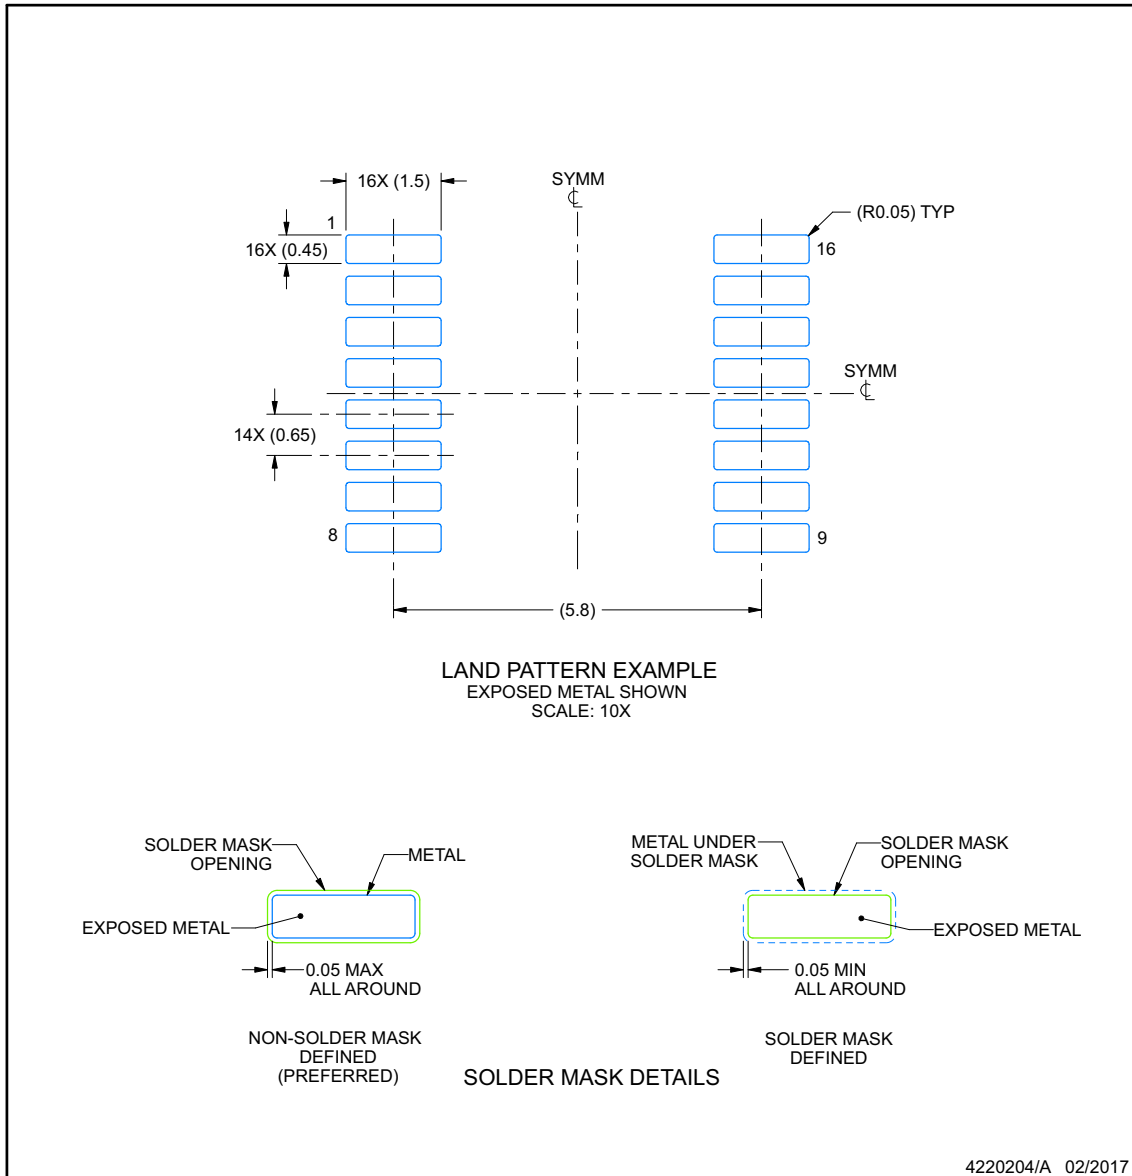 16X (1.5)
SYMM
℄
(R0.05) TYP
1
16X (0.45)
16
SYMM
℄
14X (0.65)
8
9
(5.8)
LAND PATTERN EXAMPLE
EXPOSED METAL SHOWN
SCALE: 10X
SOLDER MASK
OPENING
METAL
EXPOSED METAL
0.05 MAX
ALL AROUND
NON-SOLDER MASK
DEFINED
(PREFERRED)
METAL UNDER
SOLDER MASK
SOLDER MASK
OPENING
EXPOSED METAL
0.05 MIN
ALL AROUND
SOLDER MASK
DEFINED
SOLDER MASK DETAILS
4220204/A 02/2017